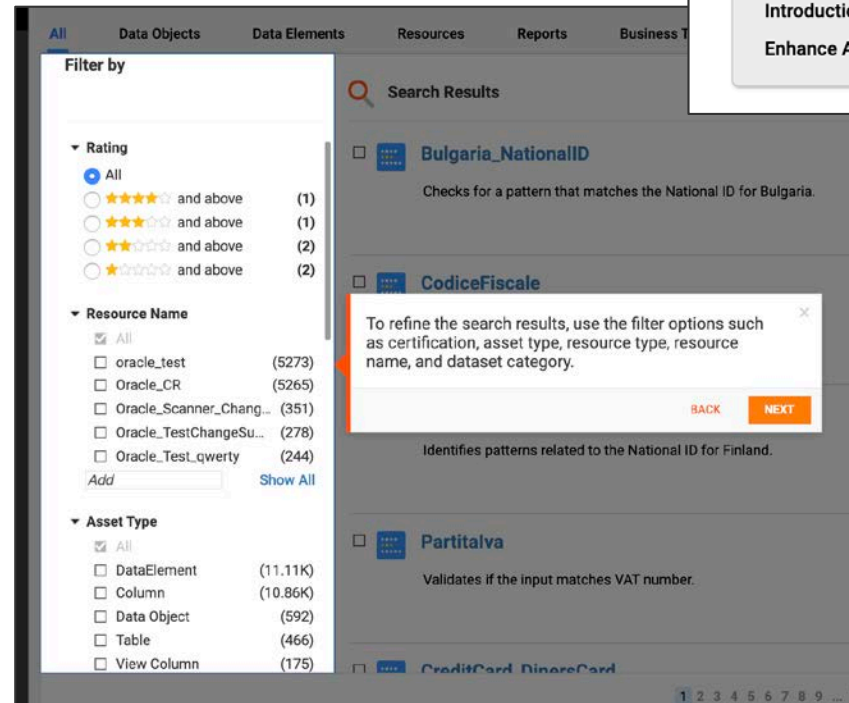 Introductio
Enhance A
All Data Objects Data Elements Resources Reports Business T
Filter by
Search Results
Rating
All
and above (1)
and above (1)
and above (2)
and above (2)
Resource Name
All
oracle_test (5273)
Oracle_CR (5265)
Oracle_Scanner_Chang... (351)
Oracle_TestChangeSu... (278)
Oracle_Test_qwerty (244)
Add Show All
Asset Type
All
DataElement (11.11K)
Column (10.86K)
Data Object (592)
Table (466)
View Column (175)
Bulgaria_NationalID
Checks for a pattern that matches the National ID for Bulgaria.
CodiceFiscale
To refine the search results, use the filter options such
as certification, asset type, resource type, resource
name, and dataset category.
BACK NEXT
Identifies patterns related to the National ID for Finland.
PartitaIva
Validates if the input matches VAT number.
CreditCard_DinersCard
1 2 3 4 5 6 7 8 9 ...